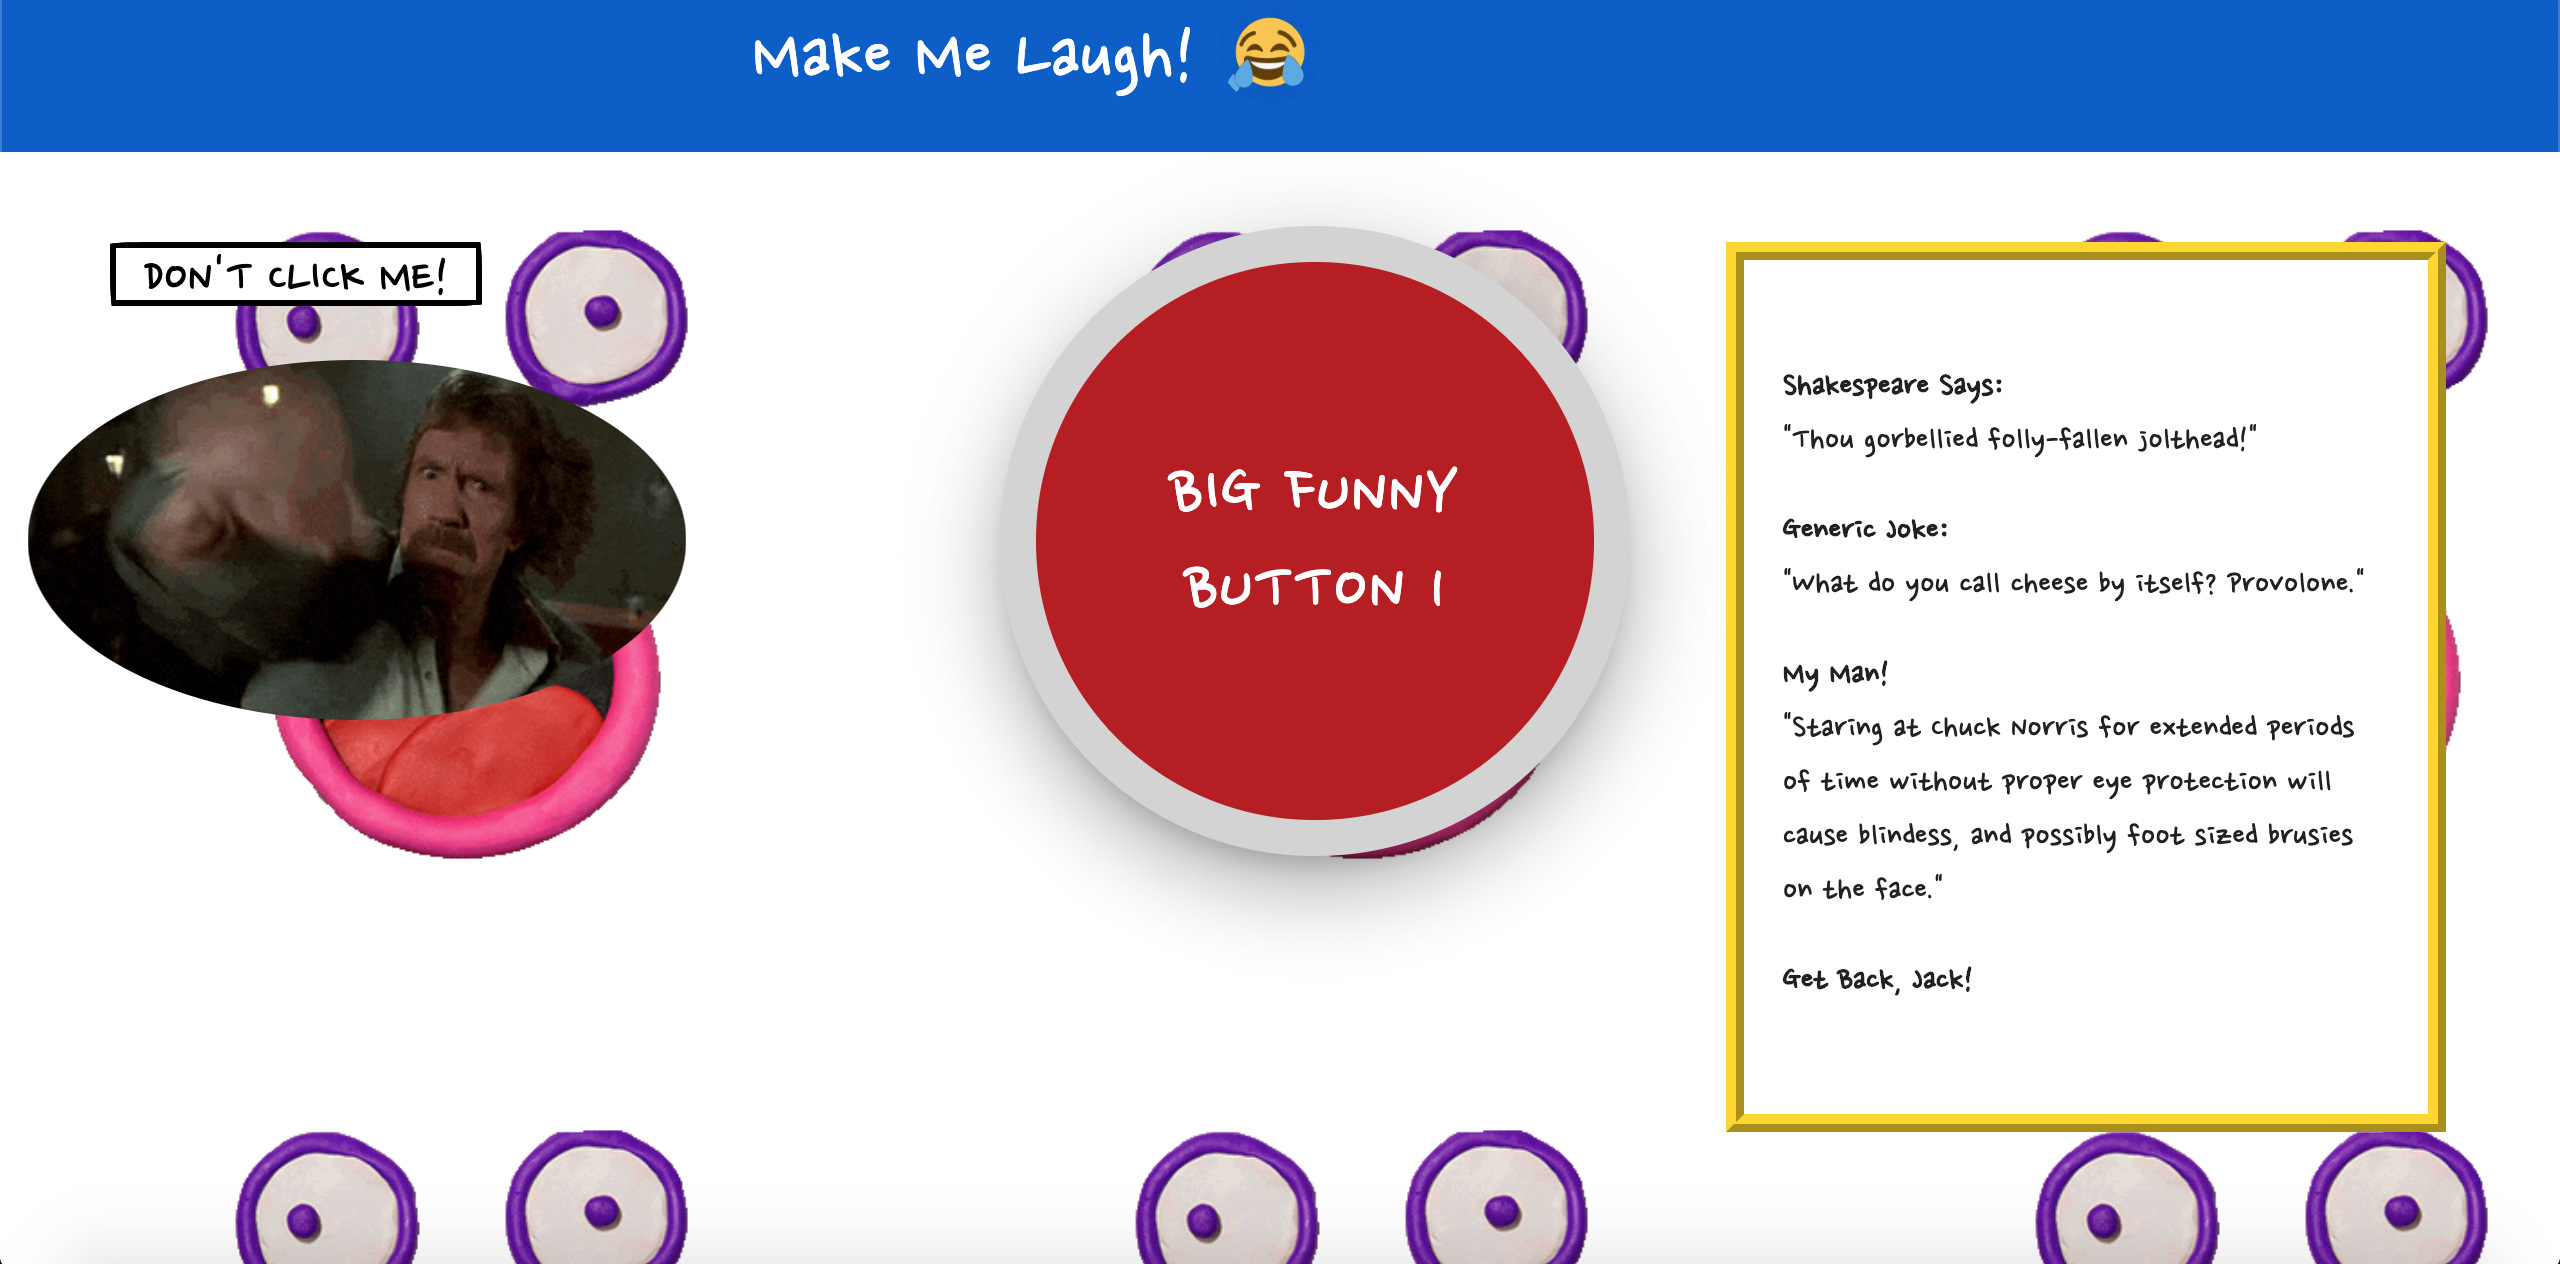 Make Me Laugh! 😂
DON'T CLICK ME!
BIG FUNNY
BUTTON 1
Shakespeare Says:
"Thou gorbellied folly-fallen jolthead!"
Generic Joke:
"What do you call cheese by itself? Provolone."
My Man!
"Staring at Chuck Norris for extended periods
of time without proper eye protection will
cause blindess, and possibly foot sized brusies
on the face."
Get Back, Jack!